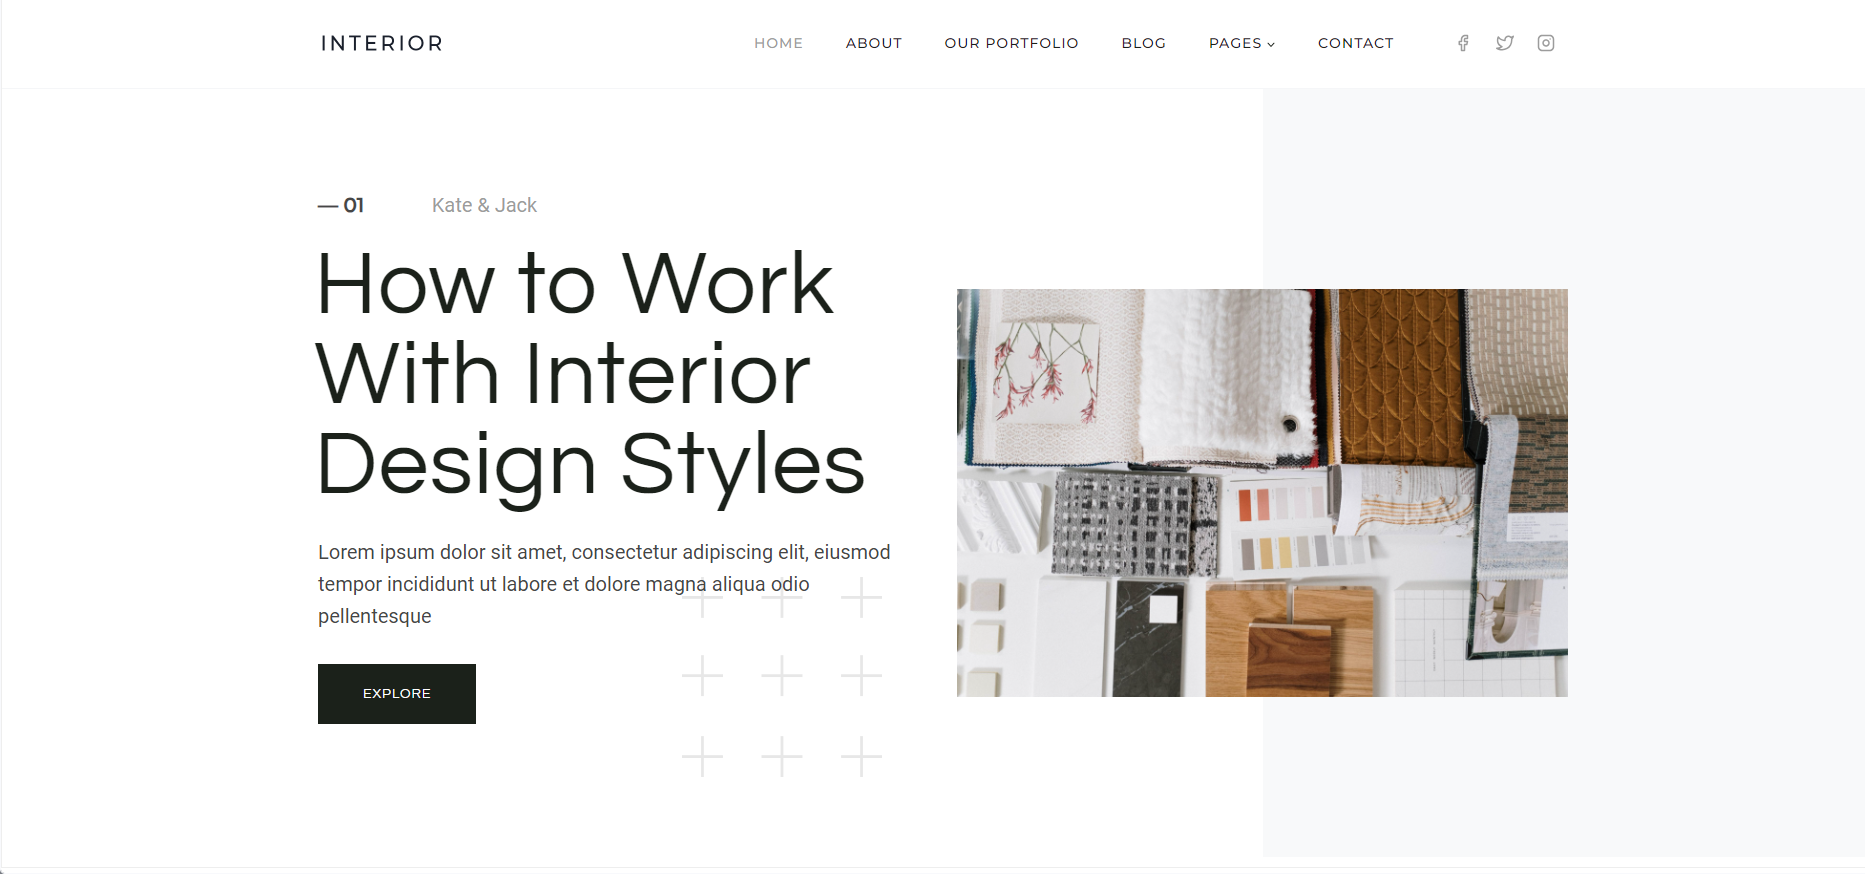 INTERIOR
HOME ABOUT OUR PORTFOLIO BLOG PAGES CONTACT
— 01 Kate & Jack
How to Work
With Interior
Design Styles
Lorem ipsum dolor sit amet, consectetur adipiscing elit, eiusmod
tempor incididunt ut labore et dolore magna aliqua odio
pellentesque
EXPLORE